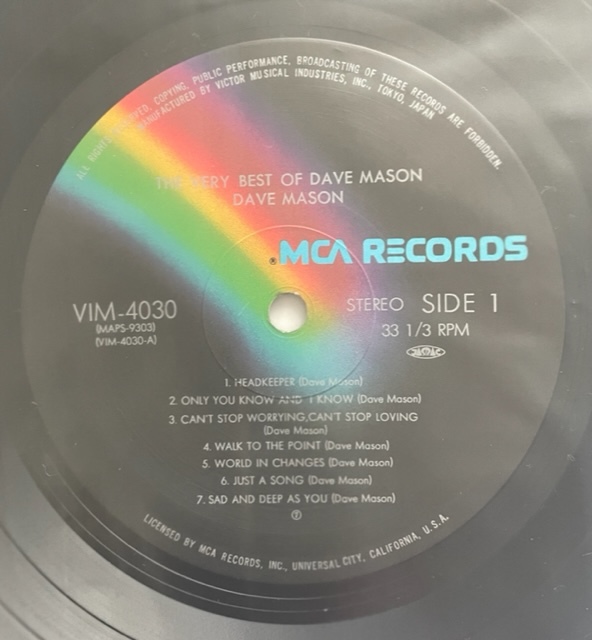 ALL RIGHTS RESERVED, COPYING, PUBLIC PERFORMANCE, BROADCASTING OF THESE RECORDS ARE FORBIDDEN.
MANUFACTURED BY VICTOR MUSICAL INDUSTRIES, INC., TOKYO, JAPAN
THE VERY BEST OF DAVE MASON
DAVE MASON
®MCA RECORDS
VIM-4030
(MAPS-9303)
(VIM-4030-A)
STEREO SIDE 1
33 1/3 RPM
JASRAC
1. HEADKEEPER (Dave Mason)
2. ONLY YOU KNOW AND I KNOW (Dave Mason)
3. CAN'T STOP WORRYING,CAN'T STOP LOVING
(Dave Mason)
4. WALK TO THE POINT (Dave Mason)
5. WORLD IN CHANGES (Dave Mason)
6. JUST A SONG (Dave Mason)
7. SAD AND DEEP AS YOU (Dave Mason)
LICENSED BY MCA RECORDS, INC., UNIVERSAL CITY, CALIFORNIA, U.S.A.